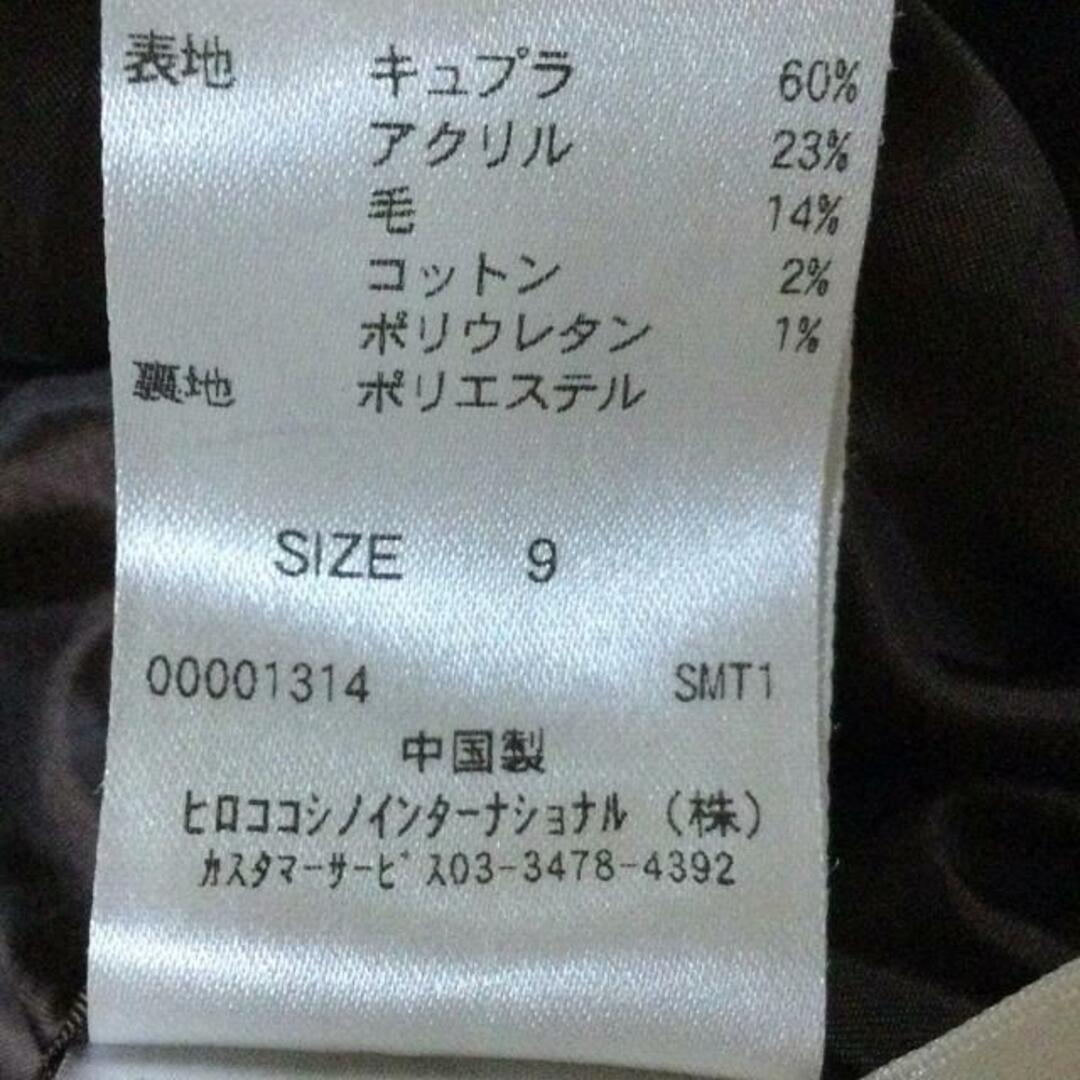 表地 キュプラ 60%
アクリル 23%
毛 14%
コットン 2%
ポリウレタン 1%
裏地 ポリエステル
SIZE 9
00001314 SMT1
中国製
ヒロココシノインターナショナル（株）
カスタマーサービス03-3478-4392